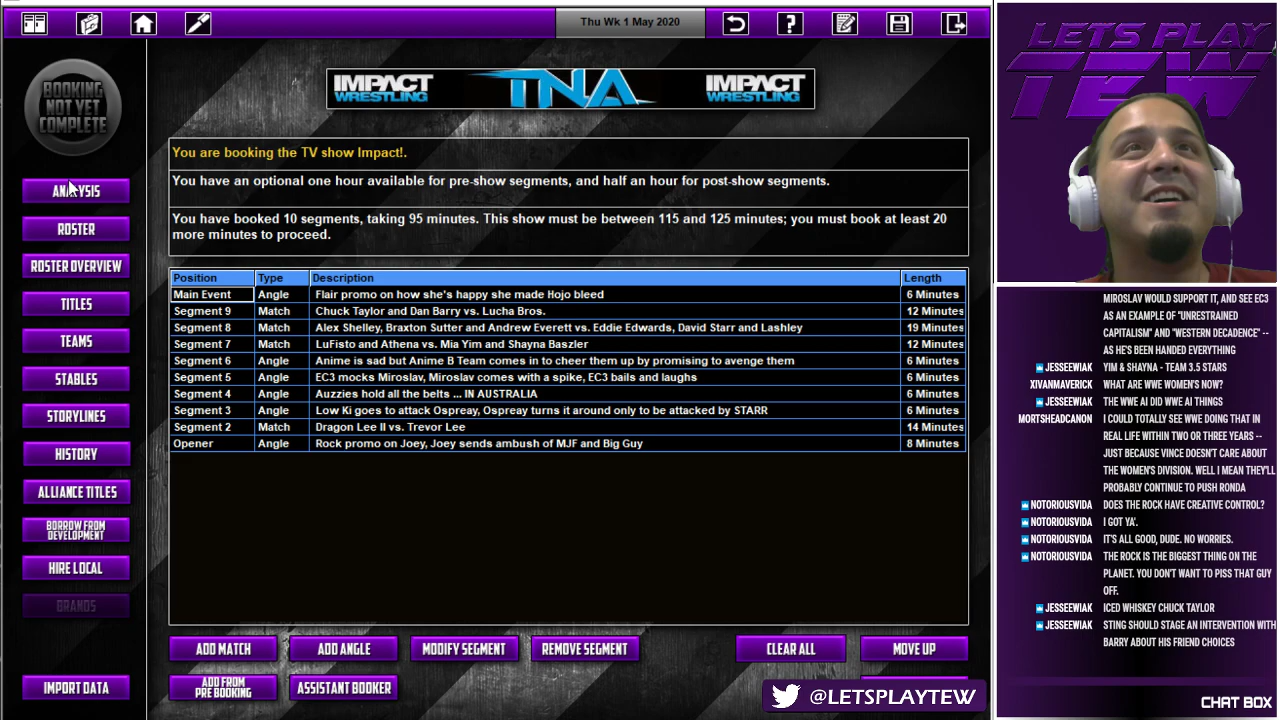 Thu Wk 1 May 2020
LETS PLAY
TEW
BOOKING
NOT YET
COMPLETE
IMPACT
WRESTLING
TNA
IMPACT
WRESTLING
You are booking the TV show Impact!.
You have an optional one hour available for pre-show segments, and half an hour for post-show segments.
You have booked 10 segments, taking 95 minutes. This show must be between 115 and 125 minutes; you must book at least 20
more minutes to proceed.
ANALYSIS
ROSTER
ROSTER OVERVIEW
TITLES
TEAMS
STABLES
STORYLINES
HISTORY
ALLIANCE TITLES
BORROW FROM
DEVELOPMENT
HIRE LOCAL
BRANDS
IMPORT DATA
Position Type Description Length
Main Event Angle Flair promo on how she's happy she made Hojo bleed 6 Minutes
Segment 9 Match Chuck Taylor and Dan Barry vs. Lucha Bros. 12 Minutes
Segment 8 Match Alex Shelley, Braxton Sutter and Andrew Everett vs. Eddie Edwards, David Starr and Lashley 19 Minutes
Segment 7 Match LuFisto and Athena vs. Mia Yim and Shayna Baszler 12 Minutes
Segment 6 Angle Anime is sad but Anime B Team comes in to cheer them up by promising to avenge them 6 Minutes
Segment 5 Angle EC3 mocks Miroslav, Miroslav comes with a spike, EC3 bails and laughs 6 Minutes
Segment 4 Angle Auzzies hold all the belts ... IN AUSTRALIA 6 Minutes
Segment 3 Angle Low Ki goes to attack Ospreay, Ospreay turns it around only to be attacked by STARR 6 Minutes
Segment 2 Match Dragon Lee II vs. Trevor Lee 14 Minutes
Opener Angle Rock promo on Joey, Joey sends ambush of MJF and Big Guy 8 Minutes
ADD MATCH
ADD ANGLE
MODIFY SEGMENT
REMOVE SEGMENT
CLEAR ALL
MOVE UP
ADD FROM
PRE BOOKING
ASSISTANT BOOKER
@LETSPLAYTEW
MIROSLAV WOULD SUPPORT IT, AND SEE EC3
AS AN EXAMPLE OF "UNRESTRAINED
CAPITALISM" AND "WESTERN DECADENCE" --
AS HE'S BEEN HANDED EVERYTHING
JESSEEWIAK YIM & SHAYNA - TEAM 3.5 STARS
XIVANMAVERICK WHAT ARE WWE WOMEN'S NOW?
JESSEEWIAK THE WWE AI DID WWE AI THINGS
MORTSHEADCANON I COULD TOTALLY SEE WWE DOING THAT IN
REAL LIFE WITHIN TWO OR THREE YEARS --
JUST BECAUSE VINCE DOESN'T CARE ABOUT
THE WOMEN'S DIVISION. WELL I MEAN THEY'LL
PROBABLY CONTINUE TO PUSH RONDA
NOTORIOUSVIDA DOES THE ROCK HAVE CREATIVE CONTROL?
NOTORIOUSVIDA I GOT YA'.
NOTORIOUSVIDA IT'S ALL GOOD, DUDE. NO WORRIES.
NOTORIOUSVIDA THE ROCK IS THE BIGGEST THING ON THE
PLANET. YOU DON'T WANT TO PISS THAT GUY
OFF.
JESSEEWIAK ICED WHISKEY CHUCK TAYLOR
JESSEEWIAK STING SHOULD STAGE AN INTERVENTION WITH
BARRY ABOUT HIS FRIEND CHOICES
CHAT BOX